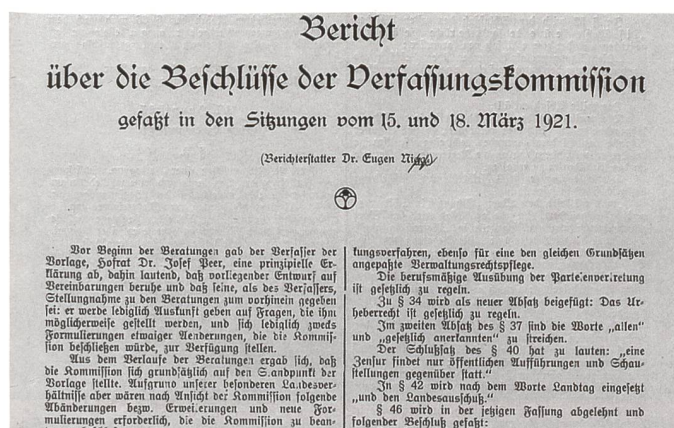 Bericht
über die Beschlüsse der Verfassungskommission
gefaßt in den Sitzungen vom 15. und 18. März 1921.
(Berichterstatter Dr. Eugen
Vor Beginn der Beratungen gab der Verfasser der
Vorlage, Hofrat Dr. Josef Peer, eine prinzipielle Er-
klärung ab, dahin lautend, daß vorliegender Entwurf auf
Vereinbarungen beruhe und daß seine, als des Verfassers,
Stellungnahme zu den Beratungen zum vorhinein gegeben
sei: er werde lediglich Auskunft geben auf Fragen, die ihm
möglicherweise gestellt werden, und sich lediglich zwecks
Formulierungen etwaiger Aenderungen, die die Kommis-
sion beschließen würde, zur Verfügung stellen.
Aus dem Verlaufe der Beratungen ergab sich, daß
die Kommission sich grundsätzlich auf den Standpunkt der
Vorlage stellte. Aufgrund unserer besonderen Landesver-
hältnisse aber wären nach Ansicht der Kommission folgende
Abänderungen bezw. Erweiterungen und neue For-
mulierungen erforderlich, die die Kommission zu bean-
kungsverfahren, ebenso für eine den gleichen Grundsätzen
angepaßte Verwaltungsrechtspflege.
Die berufsmäßige Ausübung der Parteienvertretung
ist gesetzlich zu regeln.
Zu § 34 wird als neuer Absatz beigefügt: Das Ur-
heberrecht ist gesetzlich zu regeln.
Im zweiten Absatz des § 37 sind die Worte „allen"
und „gesetzlich anerkannten" zu streichen.
Der Schlußsatz des § 40 hat zu lauten: „eine
Zensur findet nur öffentlichen Aufführungen und Schau-
stellungen gegenüber statt."
In § 42 wird nach dem Worte Landtag eingesetzt
„und den Landesausschuß."
§ 46 wird in der jetzigen Fassung abgelehnt und
folgender Beschluß gefaßt: